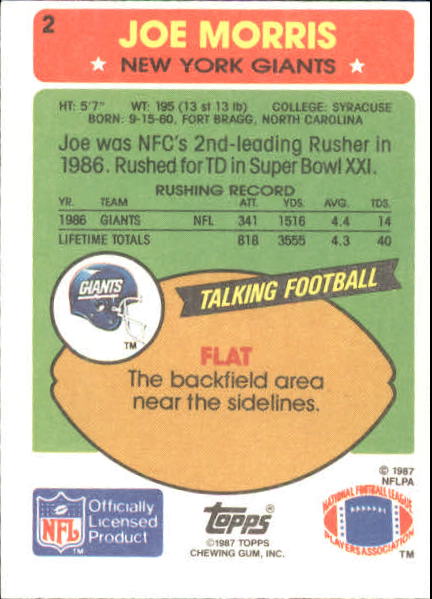 2
JOE MORRIS
NEW YORK GIANTS
HT: 5'7" WT: 195 (13 st 13 lb) COLLEGE: SYRACUSE
BORN: 9-15-60, FORT BRAGG, NORTH CAROLINA
Joe was NFC's 2nd-leading Rusher in
1986. Rushed for TD in Super Bowl XXI.
RUSHING RECORD
YR. TEAM ATT. YDS. AVG. TDS.
1986 GIANTS NFL 341 1516 4.4 14
LIFETIME TOTALS 818 3555 4.3 40
GIANTS
TM
TALKING FOOTBALL
FLAT
The backfield area
near the sidelines.
© 1987
NFLPA
NFL
TM
Officially
Licensed
Product
Topps®
©1987 TOPPS
CHEWING GUM, INC.
NATIONAL FOOTBALL LEAGUE
PLAYERS ASSOCIATION
TM